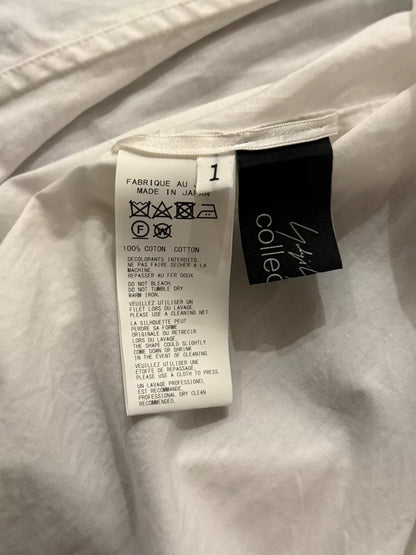 FABRIQUE AU J
MADE IN JAPAN
1
F W
100% COTON COTTON
DECOLORANTS INTERDITS.
NE PAS FAIRE SECHER A LA
MACHINE.
REPASSER AU FER DOUX.
DO NOT BLEACH.
DO NOT TUMBLE DRY.
WARM IRON.
VEUILLEZ UTILISER UN
FILET LORS DU LAVAGE.
PLEASE USE A CLEANING NET.
LA SILHOUETTE PEUT
PERDRE SA FORME
ORIGINALE OU RETRECIR
LORS DU LAVAGE.
THE SHAPE COULD SLIGHTLY
COME DOWN OR SHRINK
IN THE EVENT OF CLEANING.
VEUILLEZ UTILISER UNE
ETOFFE DE REPASSAGE.
PLEASE USE A CLOTH TO PRESS.
UN LAVAGE PROFESSIONEL
EST RECOMMANDE.
PROFESSIONAL DRY CLEAN
RECOMMENDED.
collec